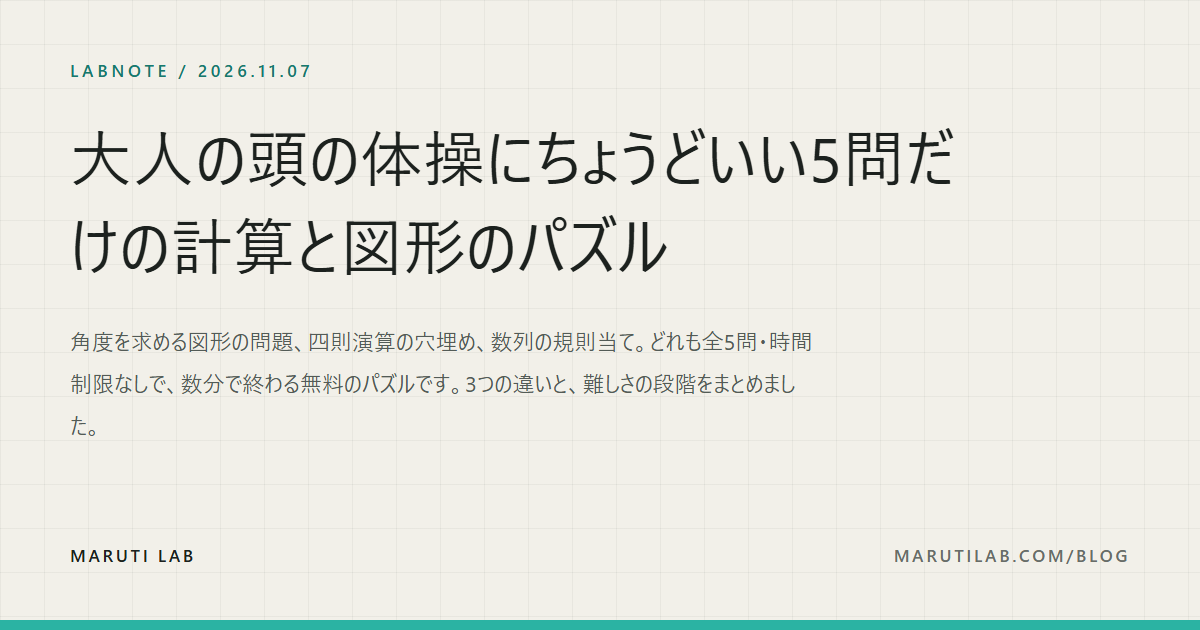 LABNOTE / 2026.11.07
大人の頭の体操にちょうどいい5問だ
けの計算と図形のパズル
角度を求める図形の問題、四則演算の穴埋め、数列の規則当て。どれも全5問・時間
制限なしで、数分で終わる無料のパズルです。3つの違いと、難しさの段階をまとめまし
た。
MARUTI LAB
MARUTILAB.COM/BLOG